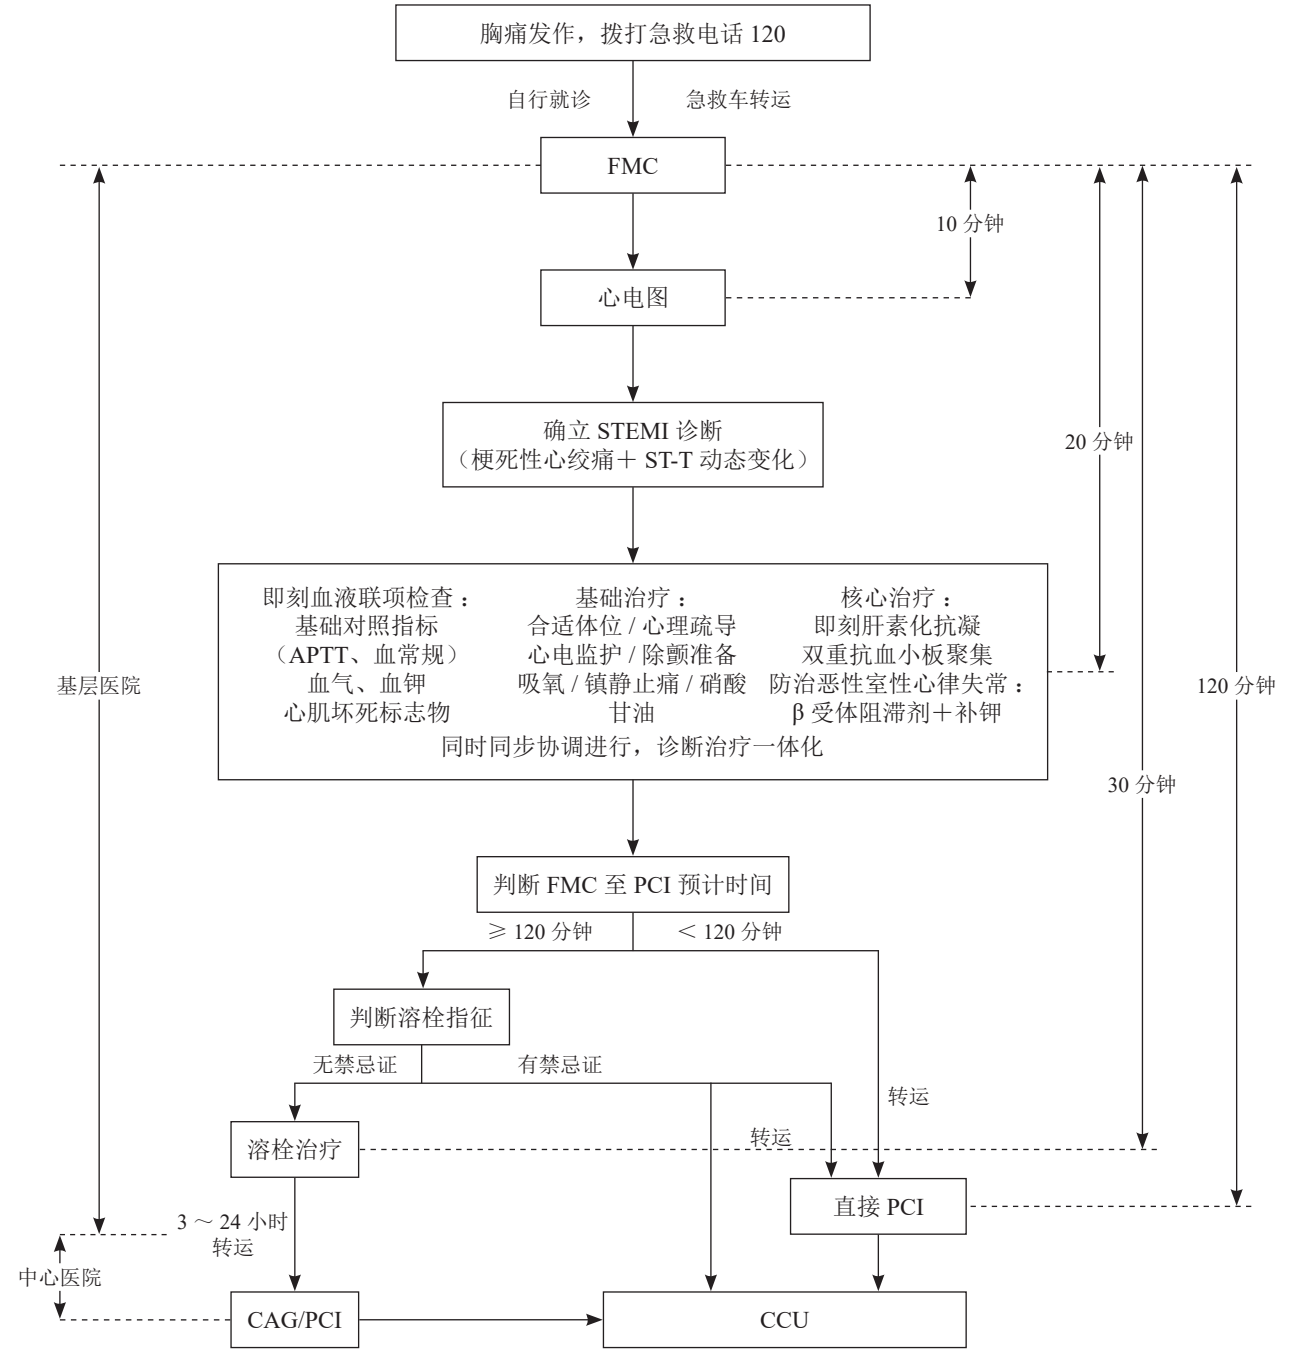 胸痛发作，拨打急救电话 120
自行就诊
急救车转运
FMC
10 分钟
心电图
确立 STEMI 诊断
（梗死性心绞痛＋ ST-T 动态变化）
20 分钟
即刻血液联项检查：
基础对照指标
（APTT、血常规）
血气、血钾
心肌坏死标志物
基础治疗：
合适体位 / 心理疏导
心电监护 / 除颤准备
吸氧 / 镇静止痛 / 硝酸
甘油
核心治疗：
即刻肝素化抗凝
双重抗血小板聚集
防治恶性室性心律失常：
β 受体阻滞剂＋补钾
同时同步协调进行，诊断治疗一体化
基层医院
120 分钟
30 分钟
判断 FMC 至 PCI 预计时间
≥ 120 分钟
＜ 120 分钟
判断溶栓指征
无禁忌证
有禁忌证
转运
溶栓治疗
转运
直接 PCI
3 ～ 24 小时
转运
中心医院
CAG/PCI
CCU